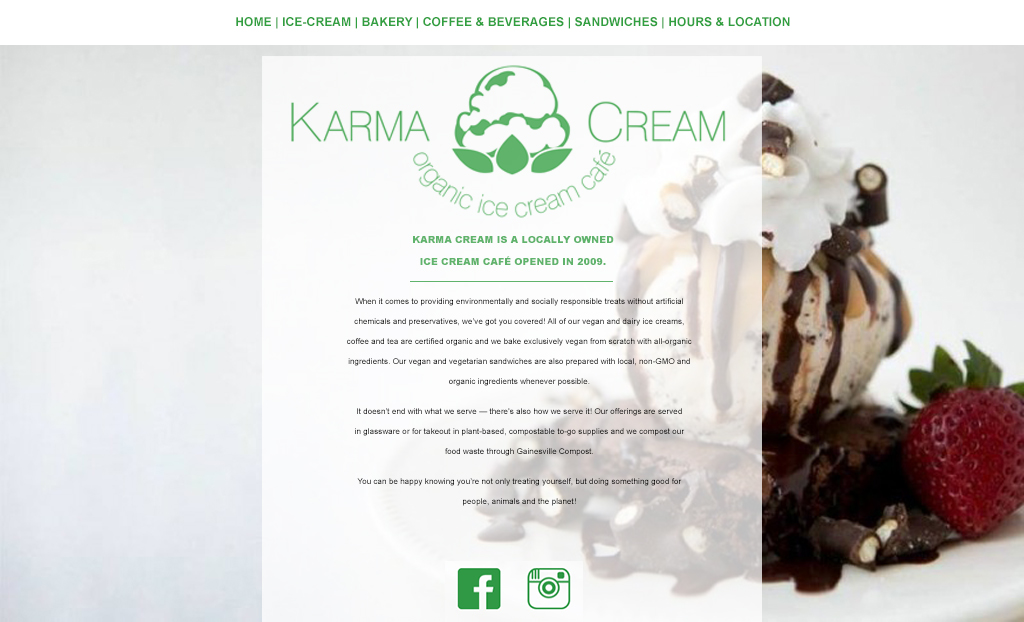 HOME | ICE-CREAM | BAKERY | COFFEE & BEVERAGES | SANDWICHES | HOURS & LOCATION
KARMA CREAM
organic ice cream café
KARMA CREAM IS A LOCALLY OWNED
ICE CREAM CAFÉ OPENED IN 2009.
When it comes to providing environmentally and socially responsible treats without artificial
chemicals and preservatives, we've got you covered! All of our vegan and dairy ice creams,
coffee and tea are certified organic and we bake exclusively vegan from scratch with all-organic
ingredients. Our vegan and vegetarian sandwiches are also prepared with local, non-GMO and
organic ingredients whenever possible.
It doesn't end with what we serve — there's also how we serve it! Our offerings are served
in glassware or for takeout in plant-based, compostable to-go supplies and we compost our
food waste through Gainesville Compost.
You can be happy knowing you're not only treating yourself, but doing something good for
people, animals and the planet!